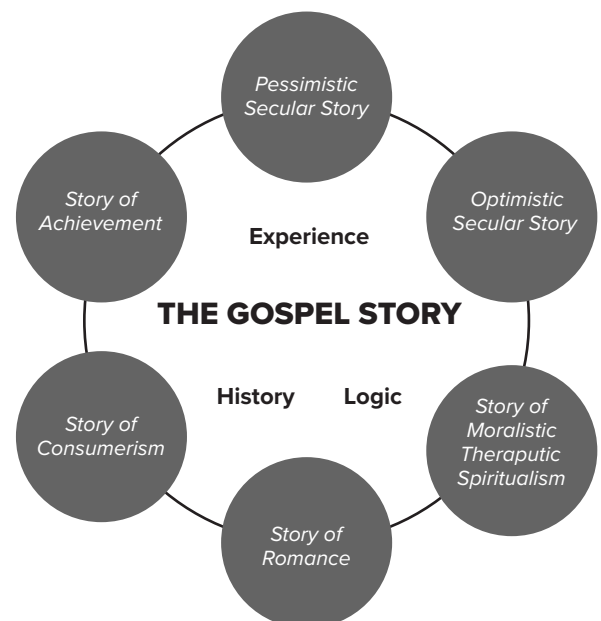 Pessimistic
Secular Story
Story of
Achievement
Optimistic
Secular Story
Experience
THE GOSPEL STORY
History
Logic
Story of
Consumerism
Story of
Moralistic
Theraputic
Spiritualism
Story of
Romance